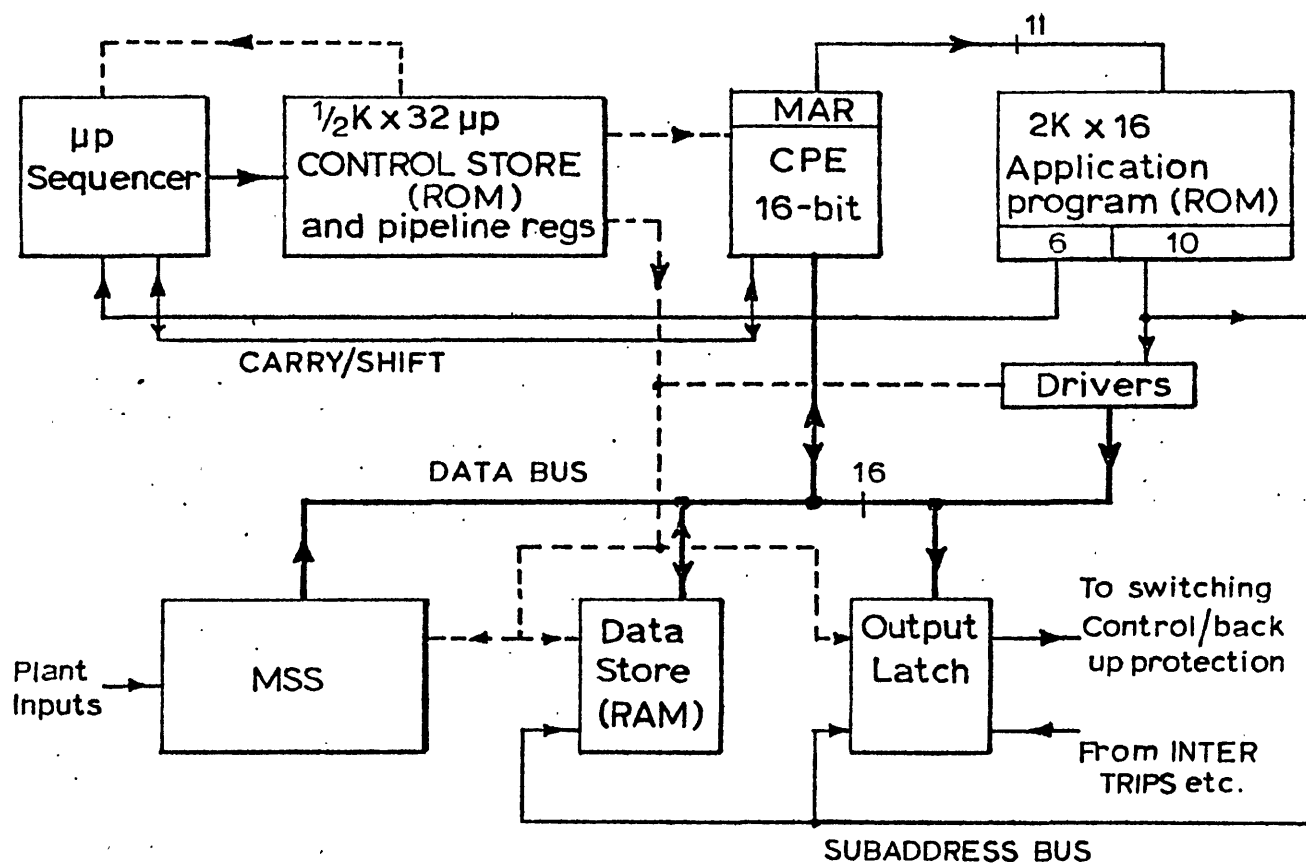 11
µp
Sequencer
½K x 32 µp
CONTROL STORE
(ROM)
and pipeline regs
MAR
CPE
16-bit
2K x 16
Application
program (ROM)
6
10
CARRY/SHIFT
Drivers
DATA BUS
16
Plant
Inputs
MSS
Data
Store
(RAM)
Output
Latch
To switching
Control/back
up protection
From INTER
TRIPS etc.
SUBADDRESS BUS